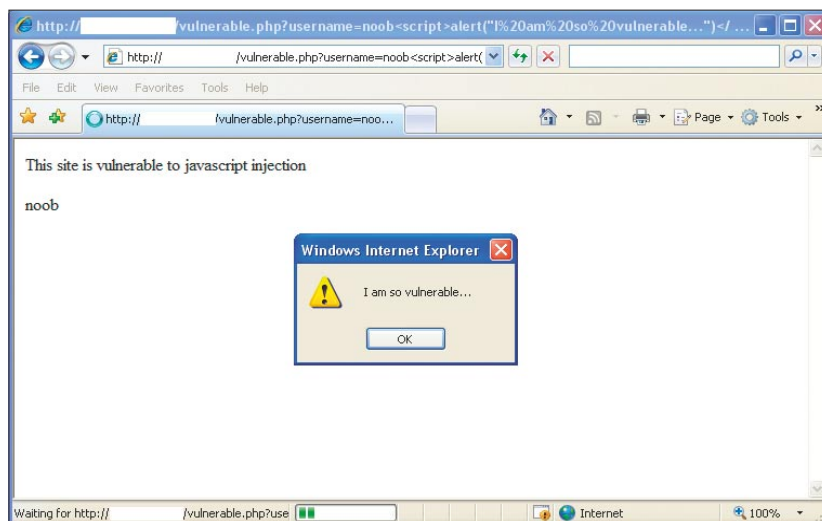 http:// /vulnerable.php?username=noob<script>alert("I%20am%20so%20vulnerable...")</ ...
http:// /vulnerable.php?username=noob<script>alert(
File Edit View Favorites Tools Help
http:// /vulnerable.php?username=noo... Page Tools »
This site is vulnerable to javascript injection
noob
Windows Internet Explorer
I am so vulnerable...
OK
Waiting for http:// /vulnerable.php?use Internet 100%